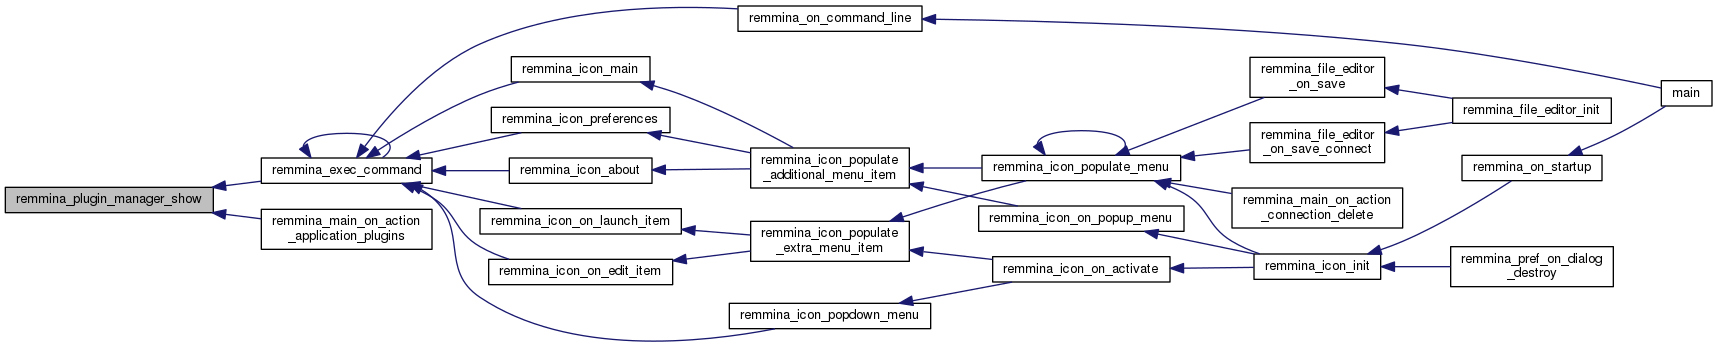 remmina_plugin_manager_show
remmina_exec_command
remmina_main_on_action
_application_plugins
remmina_on_command_line
remmina_icon_main
remmina_icon_preferences
remmina_icon_about
remmina_icon_on_launch_item
remmina_icon_on_edit_item
remmina_icon_popdown_menu
remmina_icon_populate
_additional_menu_item
remmina_icon_populate
_extra_menu_item
remmina_icon_populate_menu
remmina_icon_on_popup_menu
remmina_icon_on_activate
remmina_file_editor
_on_save
remmina_file_editor
_on_save_connect
remmina_main_on_action
_connection_delete
remmina_icon_init
remmina_file_editor_init
remmina_on_startup
remmina_pref_on_dialog
_destroy
main